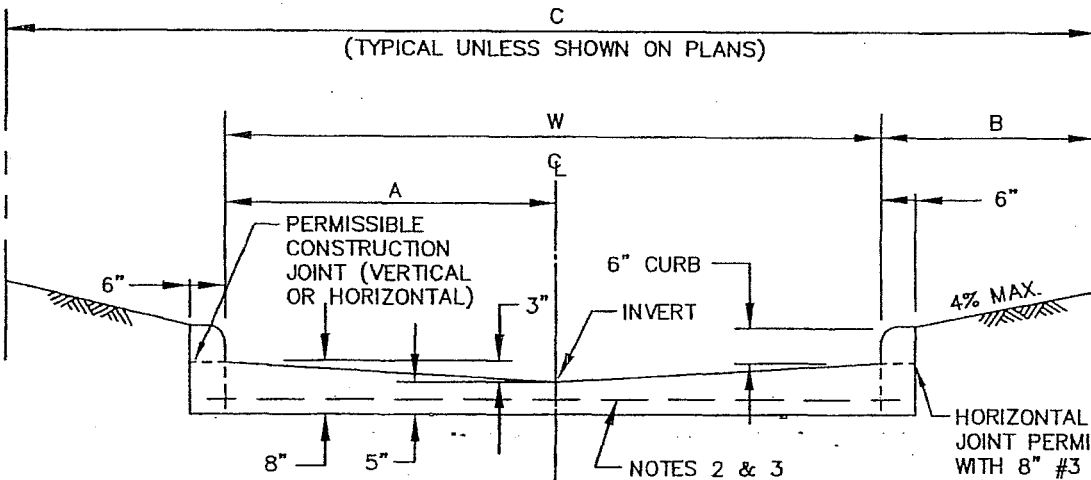 C
(TYPICAL UNLESS SHOWN ON PLANS)
W
B
℄
A
6"
PERMISSIBLE
CONSTRUCTION
JOINT (VERTICAL
OR HORIZONTAL)
6"
6" CURB
3"
INVERT
4% MAX.
8"
5"
NOTES 2 & 3
HORIZONTAL
JOINT PERMI
WITH 8" #3